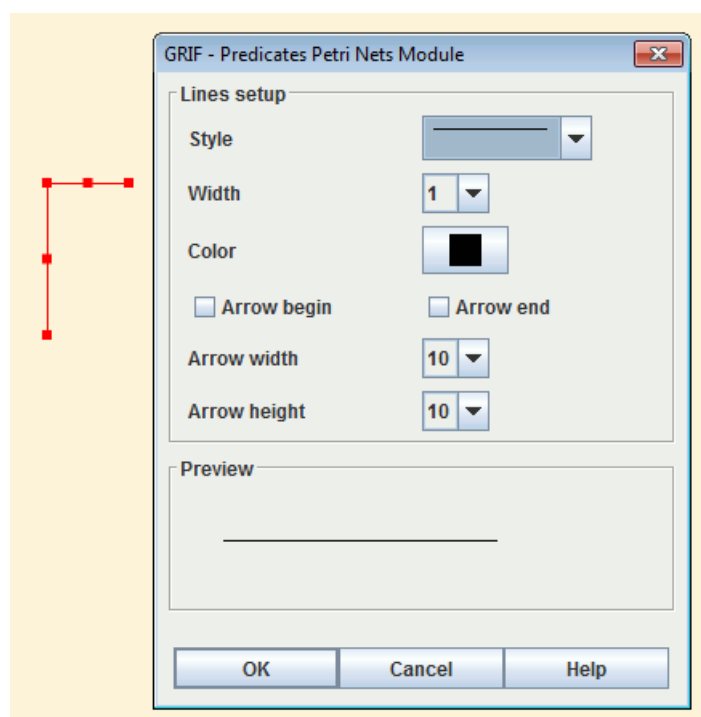 GRIF - Predicates Petri Nets Module
Lines setup
Style
Width 1
Color
Arrow begin Arrow end
Arrow width 10
Arrow height 10
Preview
OK Cancel Help